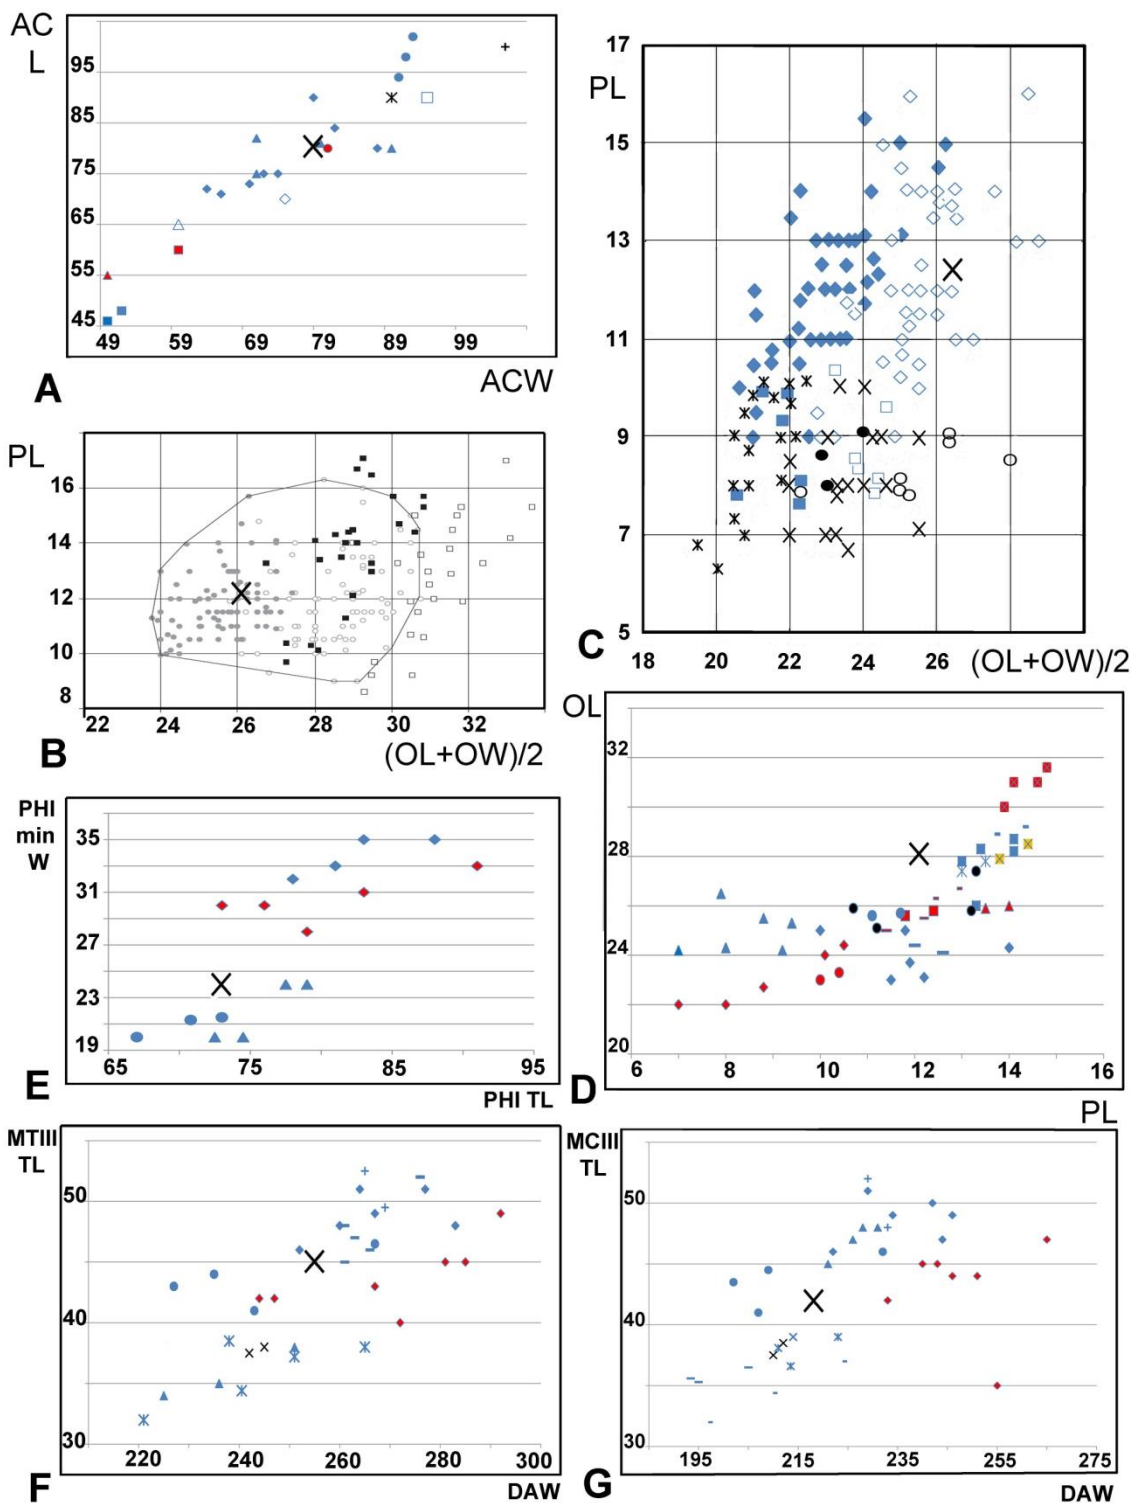 AC
L
95
85
75
65
55
45
49 59 69 79 89 99
A
ACW
PL
16
14
12
10
8
22 24 26 28 30 32
B
(OL+OW)/2
17
PL
15
13
11
9
7
5
18 20 22 24 26
C
(OL+OW)/2
OL
32
28
24
20
6 8 10 12 14 16
D
PL
PHI
min
W
35
31
27
23
19
65 75 85 95
E
PHI TL
MTIII
TL
50
40
30
220 240 260 280 300
F
DAW
MCIII
TL
50
40
30
195 215 235 255 275
G
DAW